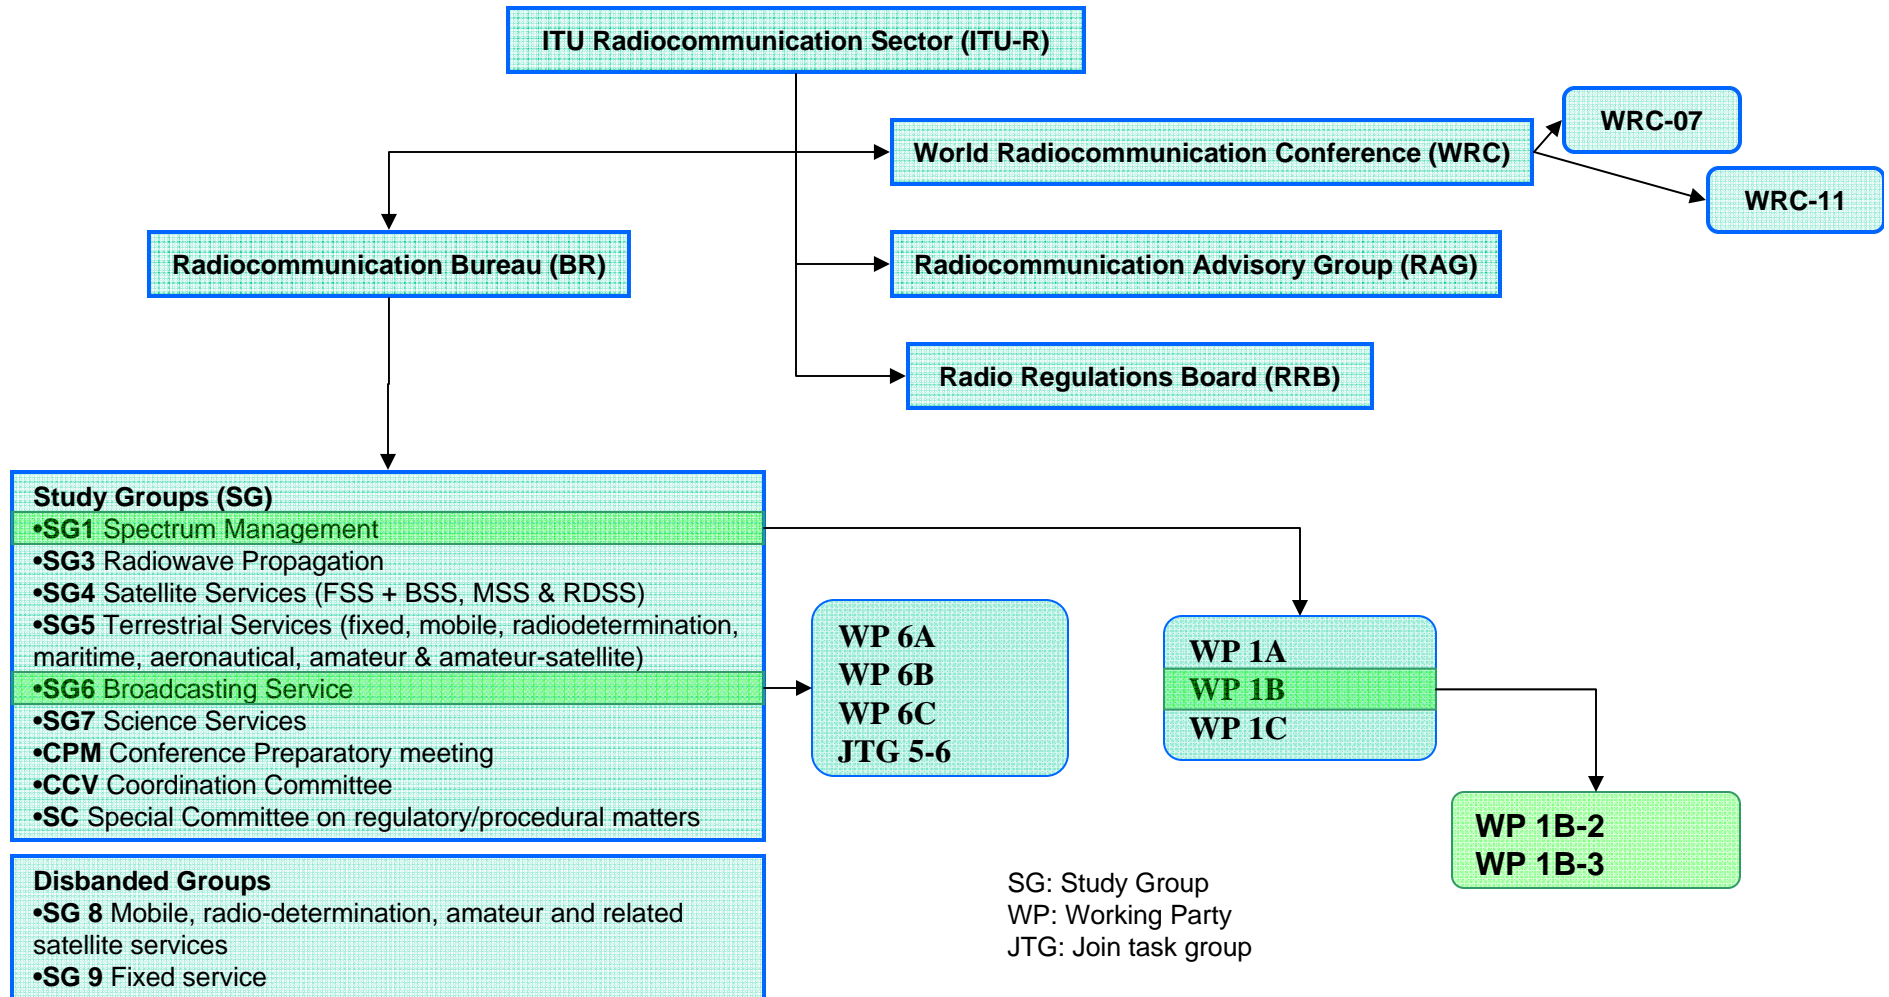 ITU Radiocommunication Sector (ITU-R)
WRC-07
World Radiocommunication Conference (WRC)
WRC-11
Radiocommunication Bureau (BR)
Radiocommunication Advisory Group (RAG)
Radio Regulations Board (RRB)
Study Groups (SG)
•SG1 Spectrum Management
•SG3 Radiowave Propagation
•SG4 Satellite Services (FSS + BSS, MSS & RDSS)
•SG5 Terrestrial Services (fixed, mobile, radiodetermination,
maritime, aeronautical, amateur & amateur-satellite)
•SG6 Broadcasting Service
•SG7 Science Services
•CPM Conference Preparatory meeting
•CCV Coordination Committee
•SC Special Committee on regulatory/procedural matters
WP 6A
WP 6B
WP 6C
JTG 5-6
WP 1A
WP 1B
WP 1C
WP 1B-2
WP 1B-3
Disbanded Groups
•SG 8 Mobile, radio-determination, amateur and related
satellite services
•SG 9 Fixed service
SG: Study Group
WP: Working Party
JTG: Join task group